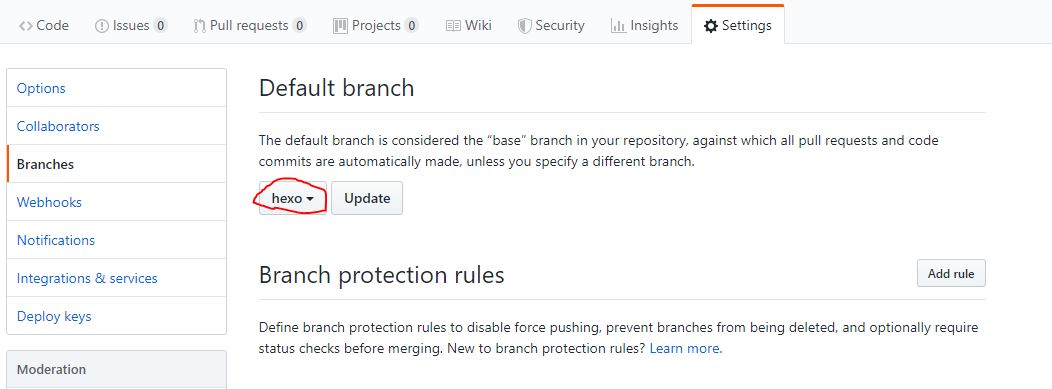 Code Issues 0 Pull requests 0 Projects 0 Wiki Security Insights Settings
Options
Collaborators
Branches
Webhooks
Notifications
Integrations & services
Deploy keys
Moderation
Default branch
The default branch is considered the “base” branch in your repository, against which all pull requests and code
commits are automatically made, unless you specify a different branch.
hexo Update
Branch protection rules Add rule
Define branch protection rules to disable force pushing, prevent branches from being deleted, and optionally require
status checks before merging. New to branch protection rules? Learn more.